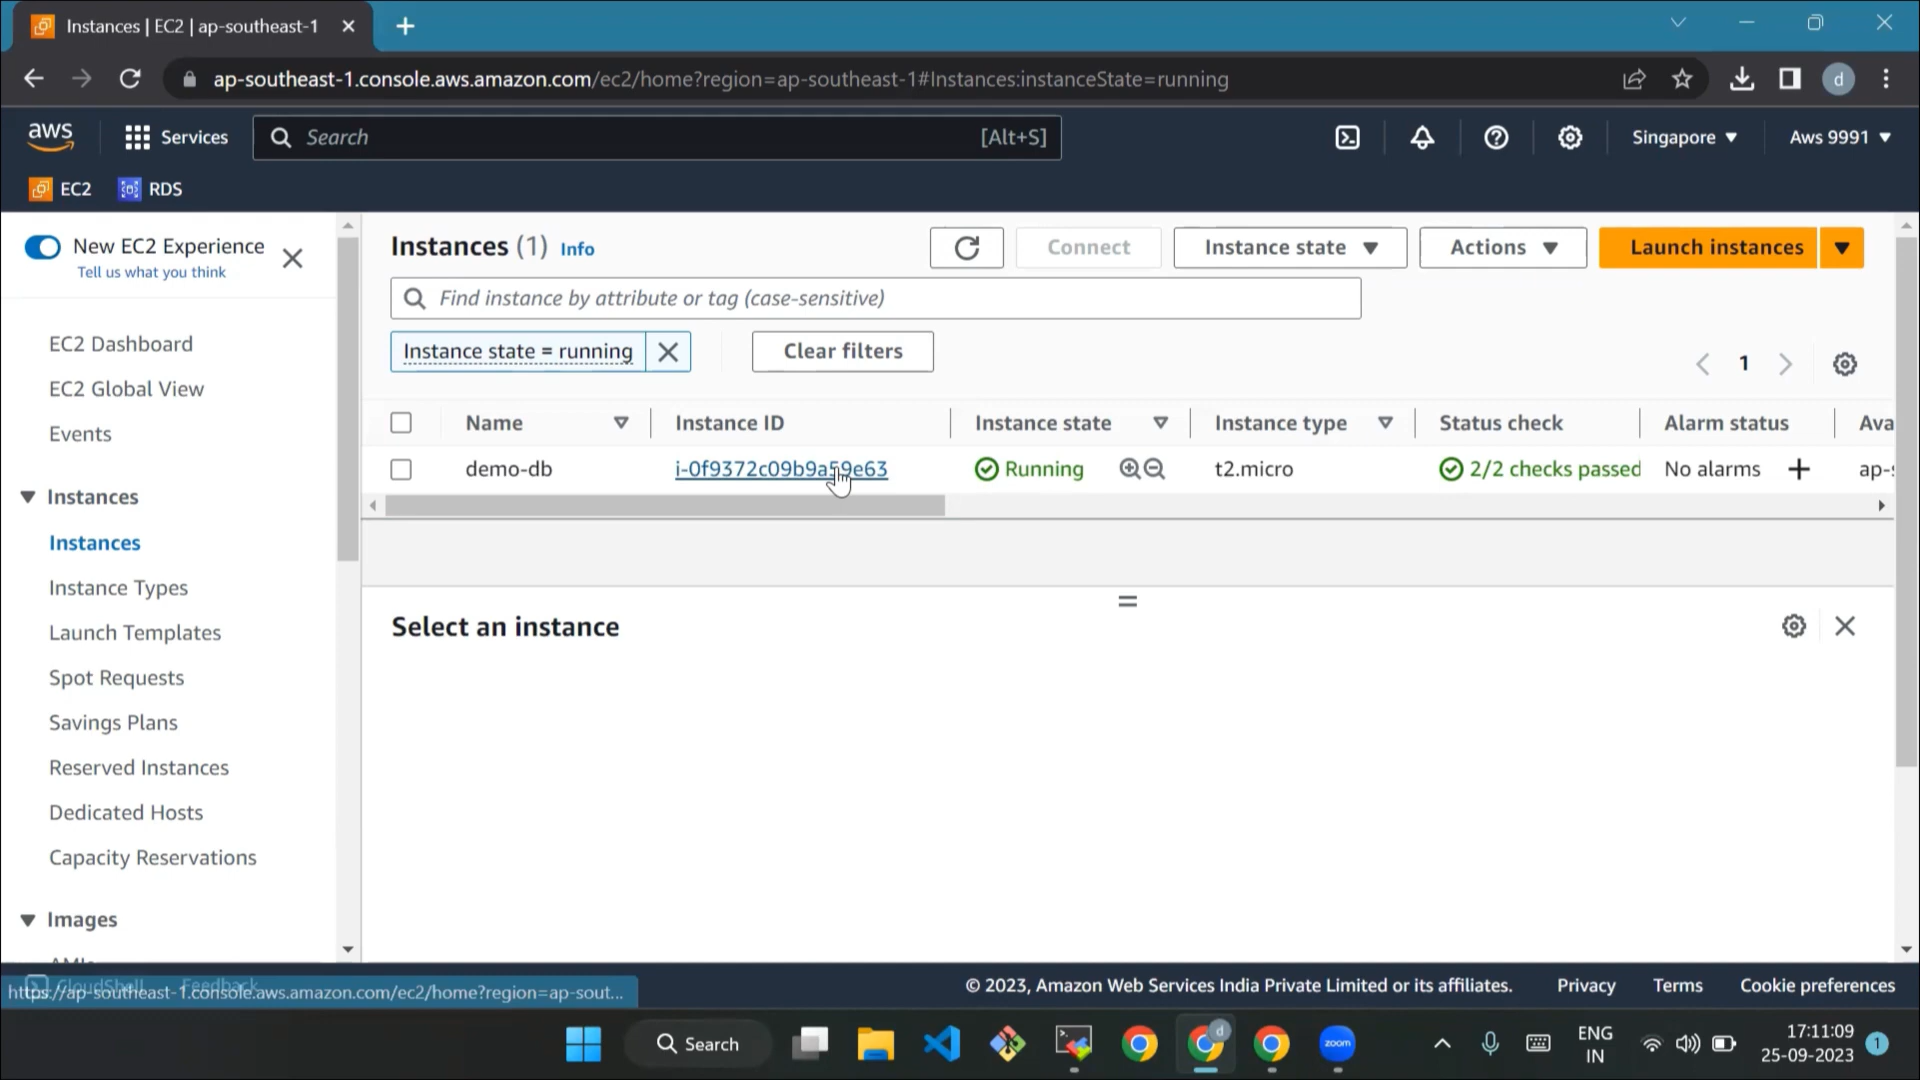 Instances | EC2 | ap-southeast-1
ap-southeast-1.console.aws.amazon.com/ec2/home?region=ap-southeast-1#Instances:instanceState=running
d
aws
Services
Search
[Alt+S]
Singapore
Aws 9991
EC2
RDS
New EC2 Experience
Tell us what you think
EC2 Dashboard
EC2 Global View
Events
Instances
Instances
Instance Types
Launch Templates
Spot Requests
Savings Plans
Reserved Instances
Dedicated Hosts
Capacity Reservations
Images
AMIs
Instances (1) Info
Connect
Instance state
Actions
Launch instances
Find instance by attribute or tag (case-sensitive)
Instance state = running
Clear filters
1
Name Instance ID Instance state Instance type Status check Alarm status Ava
demo-db i-0f9372c09b9a59e63 Running t2.micro 2/2 checks passed No alarms + ap-s
Select an instance
CloudShell Feedback
https://ap-southeast-1.console.aws.amazon.com/ec2/home?region=ap-sout...
© 2023, Amazon Web Services India Private Limited or its affiliates. Privacy Terms Cookie preferences
Search
d
zoom
ENG
IN
17:11:09
25-09-2023
1